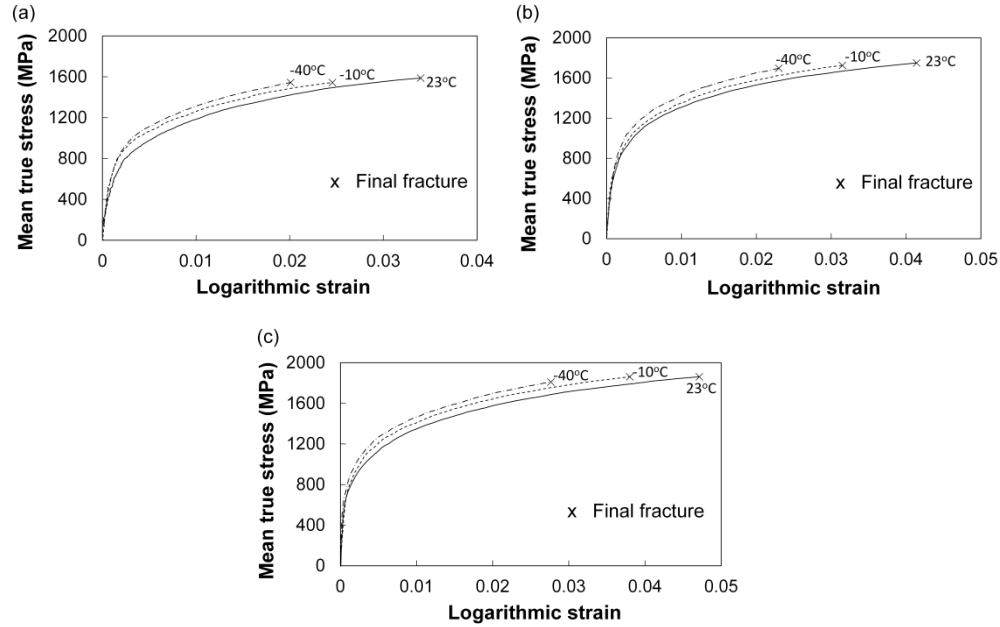 (a)
2000
1600
1200
800
400
0
Mean true stress (MPa)
-40°C
-10°C
23°C
x Final fracture
0 0.01 0.02 0.03 0.04
Logarithmic strain
(b)
2000
1600
1200
800
400
0
Mean true stress (MPa)
-40°C
-10°C
23°C
x Final fracture
0 0.01 0.02 0.03 0.04 0.05
Logarithmic strain
(c)
2000
1600
1200
800
400
0
Mean true stress (MPa)
-40°C
-10°C
23°C
x Final fracture
0 0.01 0.02 0.03 0.04 0.05
Logarithmic strain